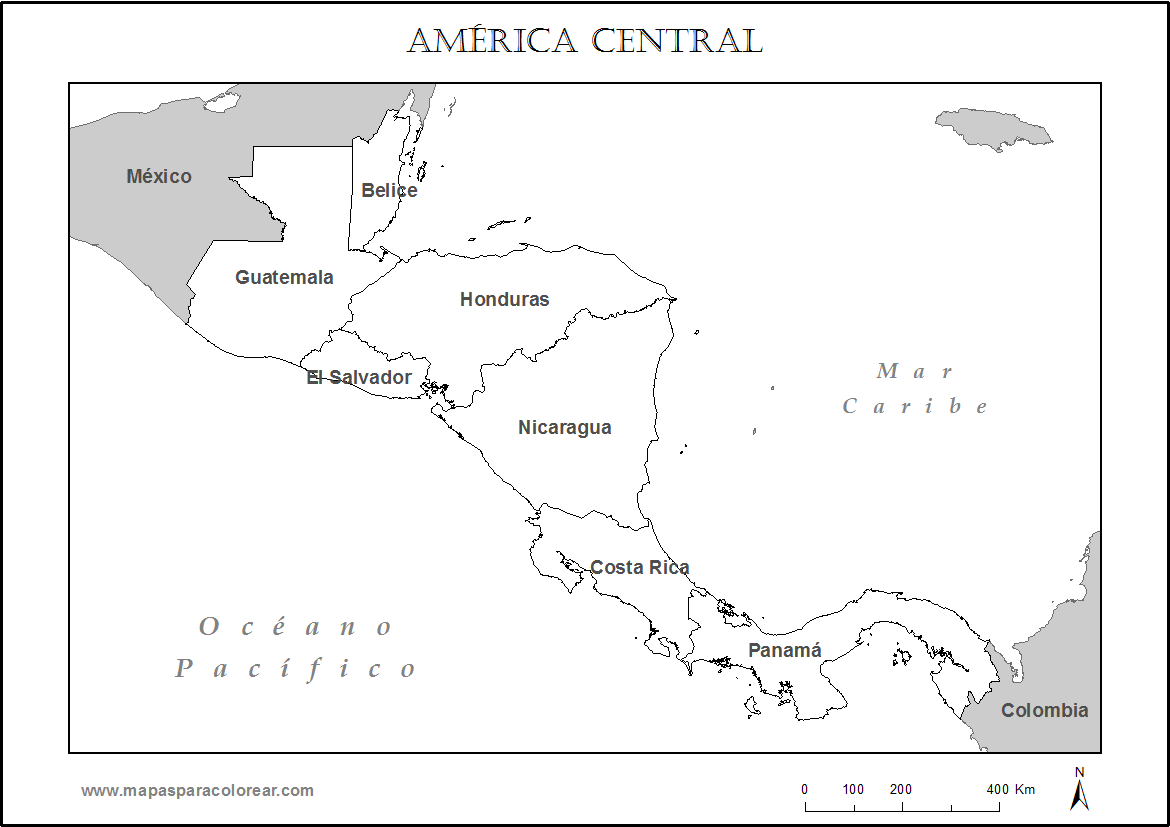 AMÉRICA CENTRAL
México
Belice
Guatemala
Honduras
El Salvador
Mar
Caribe
Nicaragua
Costa Rica
Océano
Pacífico
Panamá
Colombia
www.mapasparacolorear.com
N
0 100 200 400 Km